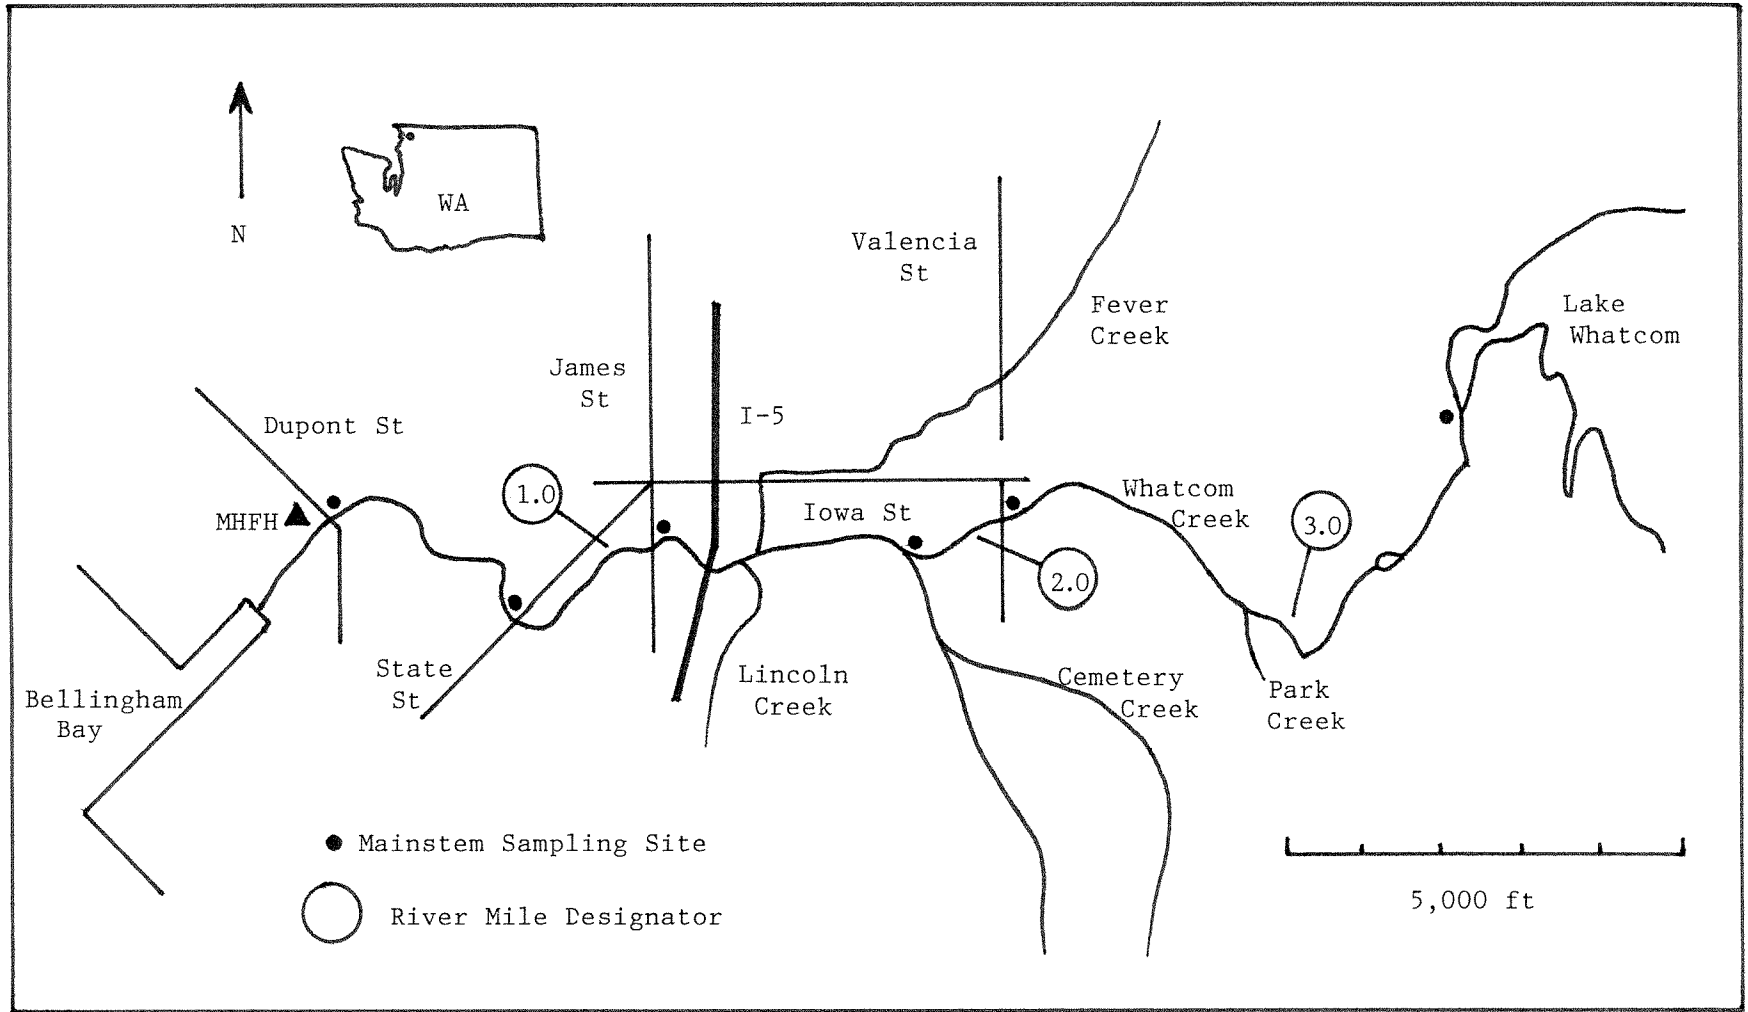 N
WA
Valencia
St
Fever
Creek
Lake
Whatcom
James
St
I-5
Dupont St
MHFH
1.0
Iowa St
Whatcom
Creek
3.0
2.0
State
St
Lincoln
Creek
Cemetery
Creek
Park
Creek
Bellingham
Bay
Mainstem Sampling Site
River Mile Designator
5,000 ft